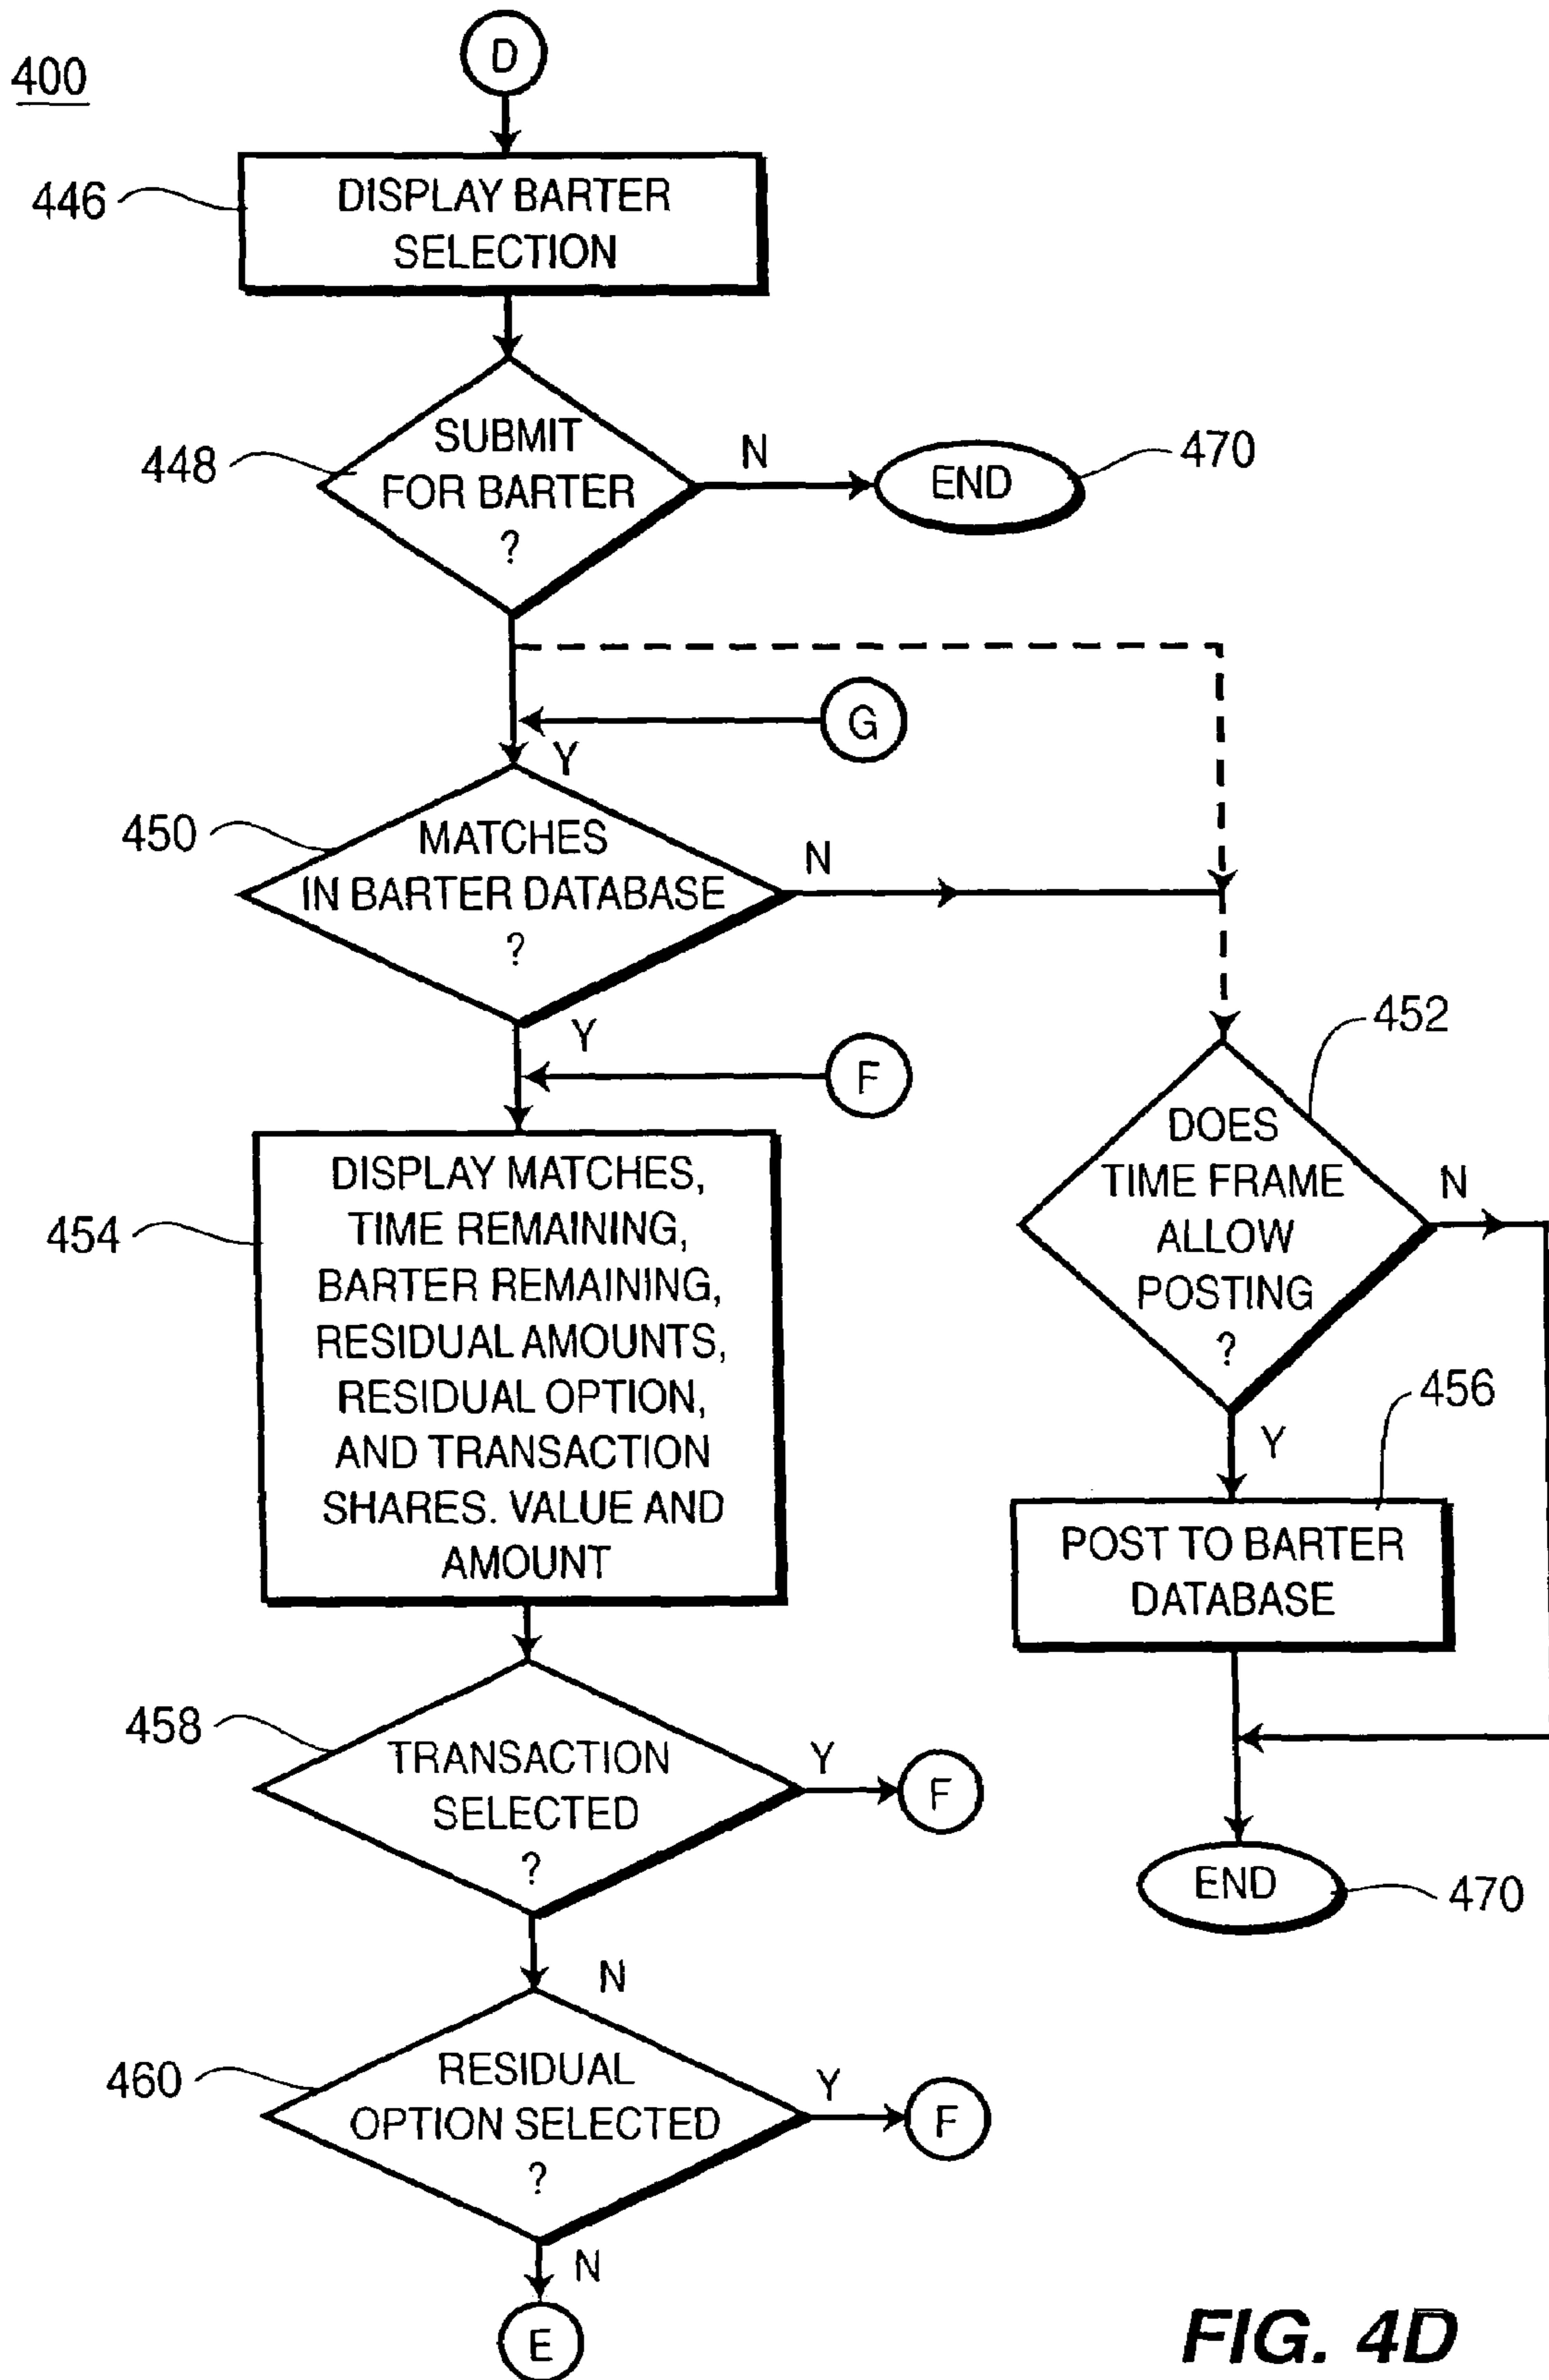 400
D
446
DISPLAY BARTER
SELECTION
448
SUBMIT
FOR BARTER
?
N
END
470
G
Y
450
MATCHES
IN BARTER DATABASE
?
N
Y
F
452
DOES
TIME FRAME
ALLOW
POSTING
?
N
Y
454
DISPLAY MATCHES,
TIME REMAINING,
BARTER REMAINING,
RESIDUAL AMOUNTS,
RESIDUAL OPTION,
AND TRANSACTION
SHARES. VALUE AND
AMOUNT
456
POST TO BARTER
DATABASE
458
TRANSACTION
SELECTED
?
Y
F
END
470
N
460
RESIDUAL
OPTION SELECTED
?
Y
F
N
E
FIG. 4D